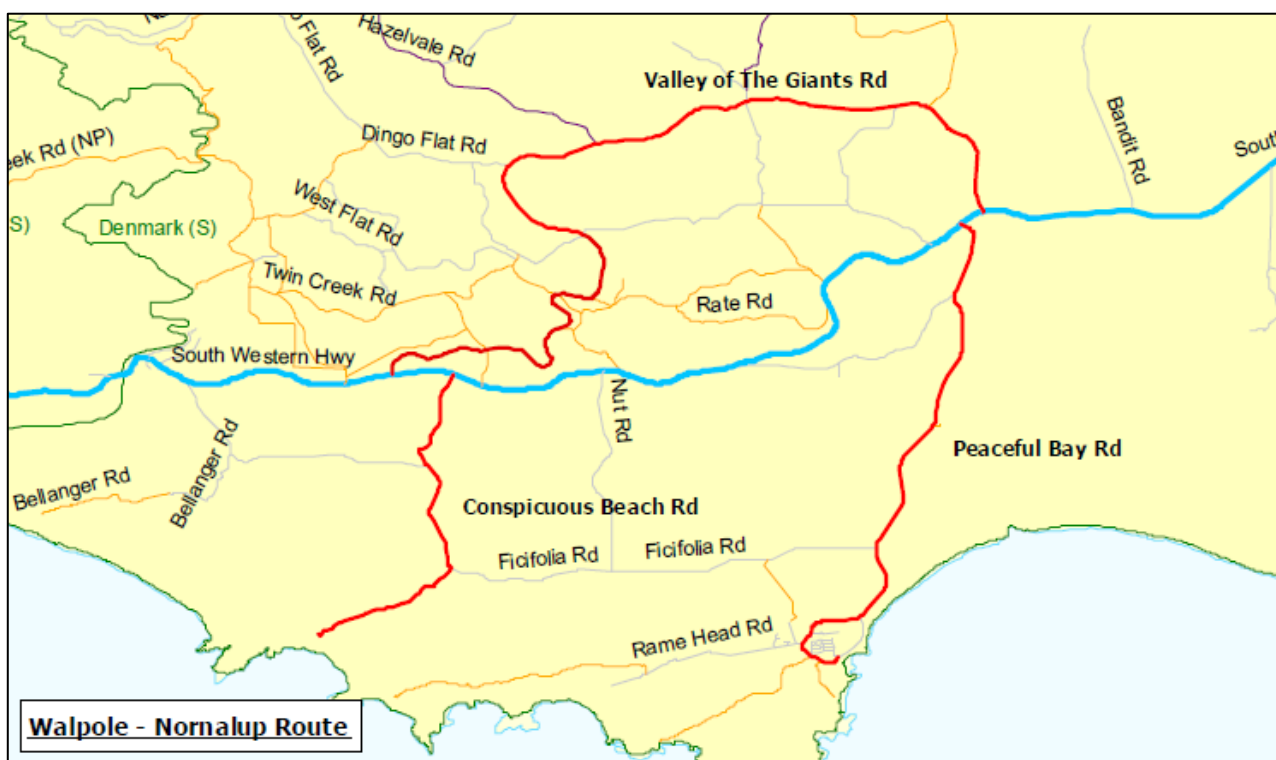 Hazelvale Rd
Flat Rd
Valley of The Giants Rd
Bandit Rd
Dingo Flat Rd
eek Rd (NP)
South
West Flat Rd
S)
Denmark (S)
Twin Creek Rd
Rate Rd
South Western Hwy
Nut Rd
Bellanger Rd
Bellanger Rd
Peaceful Bay Rd
Conspicuous Beach Rd
Ficifolia Rd
Ficifolia Rd
Rame Head Rd
Walpole - Nornalup Route